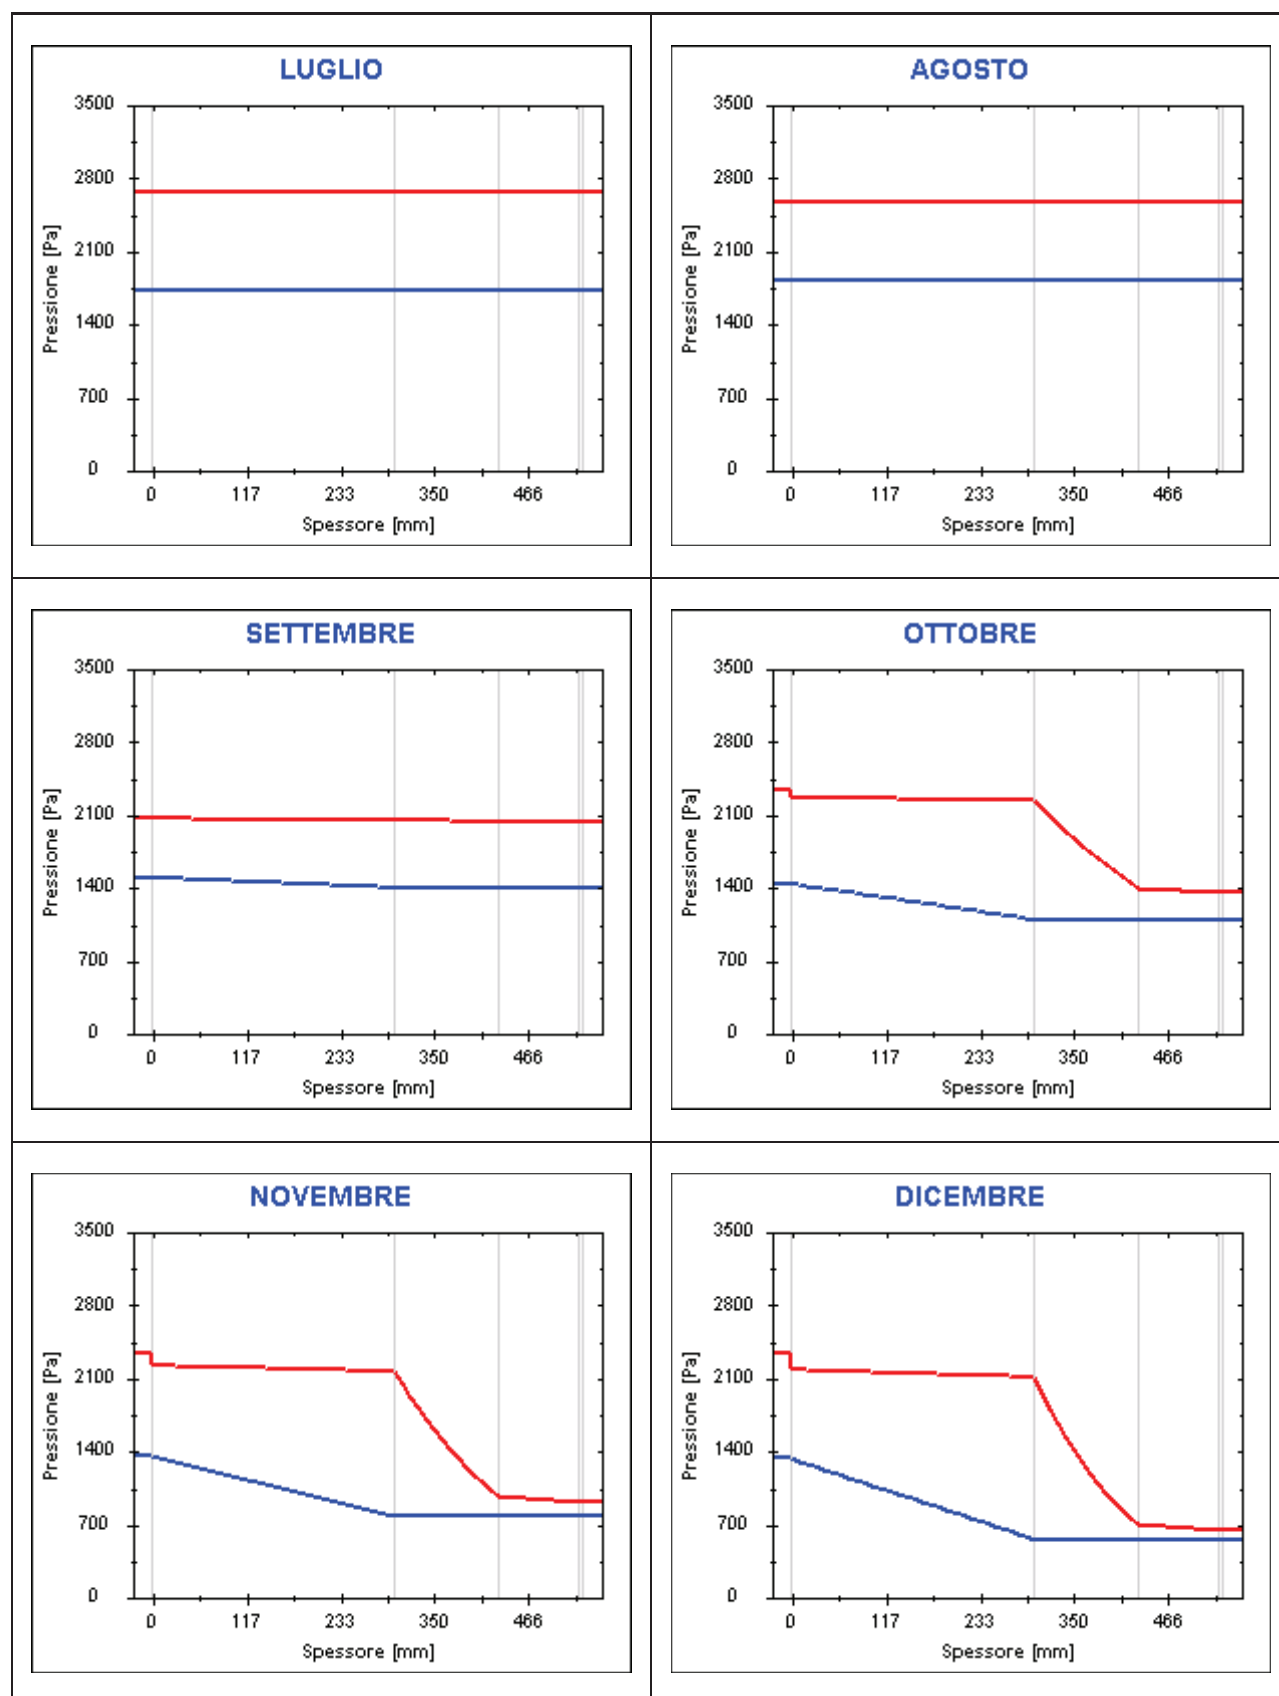 LUGLIO
3500
2800
2100
1400
700
0
Pressione [Pa]
0 117 233 350 466
Spessore [mm]
AGOSTO
3500
2800
2100
1400
700
0
Pressione [Pa]
0 117 233 350 466
Spessore [mm]
SETTEMBRE
3500
2800
2100
1400
700
0
Pressione [Pa]
0 117 233 350 466
Spessore [mm]
OTTOBRE
3500
2800
2100
1400
700
0
Pressione [Pa]
0 117 233 350 466
Spessore [mm]
NOVEMBRE
3500
2800
2100
1400
700
0
Pressione [Pa]
0 117 233 350 466
Spessore [mm]
DICEMBRE
3500
2800
2100
1400
700
0
Pressione [Pa]
0 117 233 350 466
Spessore [mm]